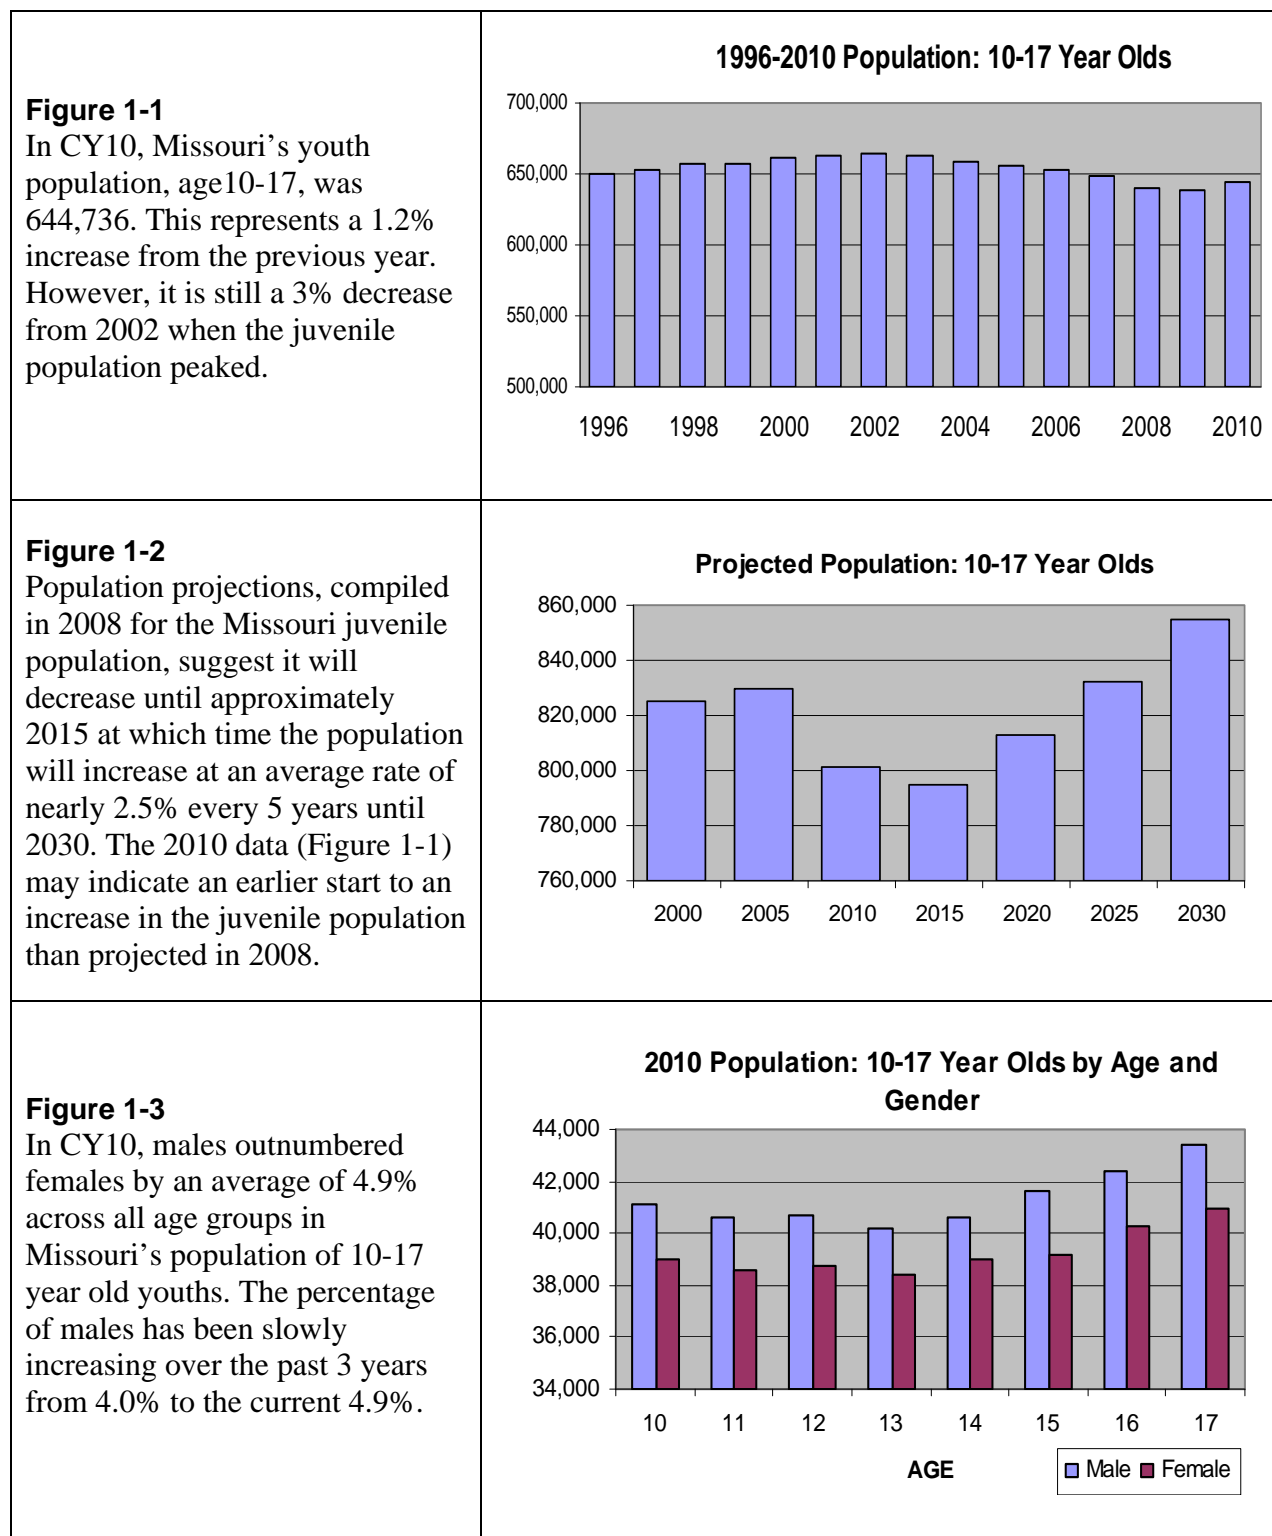 Figure 1-1
In CY10, Missouri’s youth
population, age10-17, was
644,736. This represents a 1.2%
increase from the previous year.
However, it is still a 3% decrease
from 2002 when the juvenile
population peaked.
1996-2010 Population: 10-17 Year Olds
700,000
650,000
600,000
550,000
500,000
1996 1998 2000 2002 2004 2006 2008 2010
Figure 1-2
Population projections, compiled
in 2008 for the Missouri juvenile
population, suggest it will
decrease until approximately
2015 at which time the population
will increase at an average rate of
nearly 2.5% every 5 years until
2030. The 2010 data (Figure 1-1)
may indicate an earlier start to an
increase in the juvenile population
than projected in 2008.
Projected Population: 10-17 Year Olds
860,000
840,000
820,000
800,000
780,000
760,000
2000 2005 2010 2015 2020 2025 2030
Figure 1-3
In CY10, males outnumbered
females by an average of 4.9%
across all age groups in
Missouri’s population of 10-17
year old youths. The percentage
of males has been slowly
increasing over the past 3 years
from 4.0% to the current 4.9%.
2010 Population: 10-17 Year Olds by Age and
Gender
44,000
42,000
40,000
38,000
36,000
34,000
10 11 12 13 14 15 16 17
AGE
Male Female